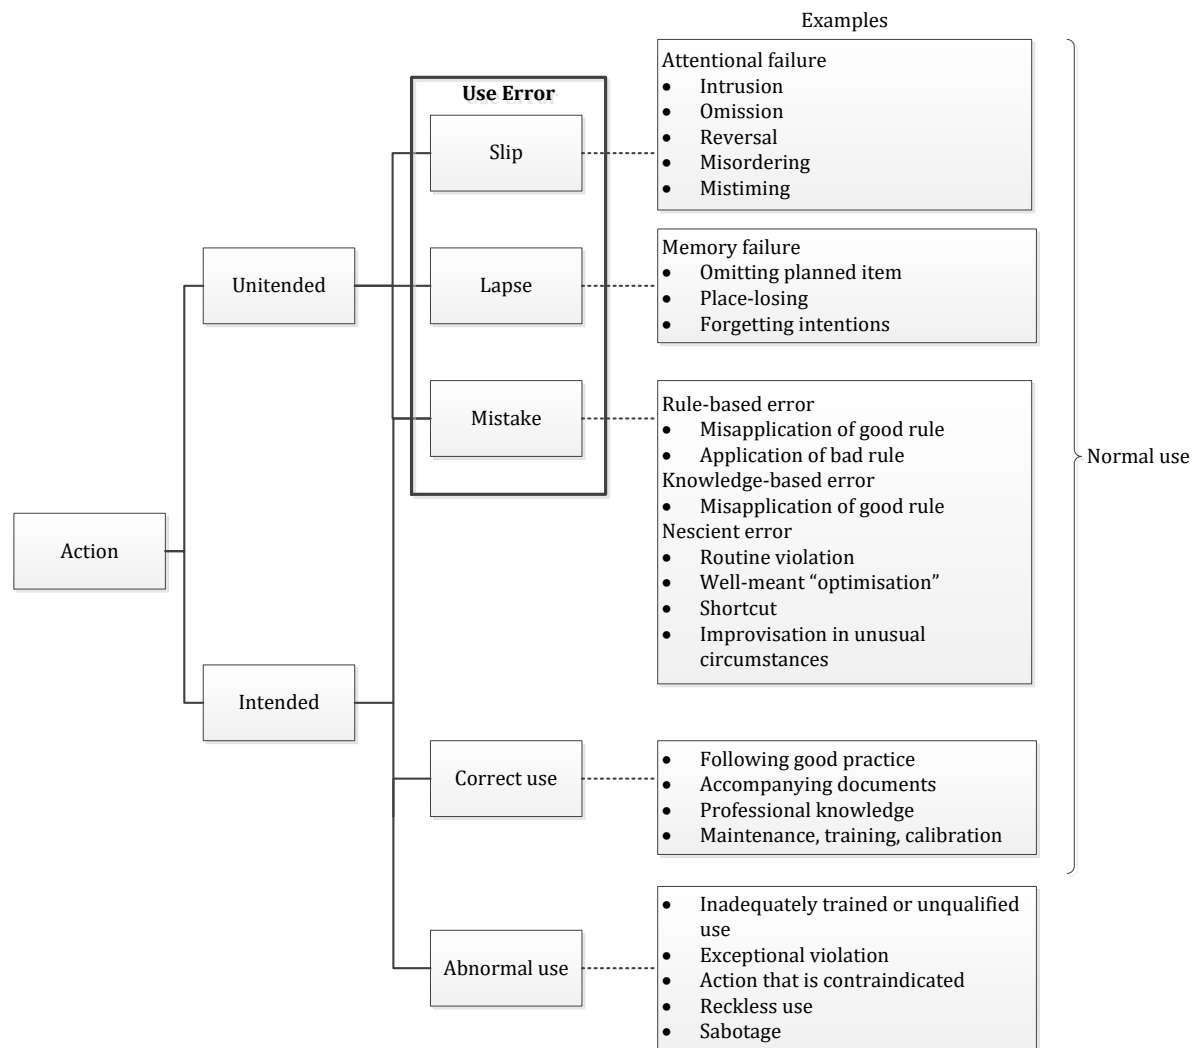 Examples
Use Error
Slip
Attentional failure
• Intrusion
• Omission
• Reversal
• Misordering
• Mistiming
Unitended
Lapse
Memory failure
• Omitting planned item
• Place-losing
• Forgetting intentions
Mistake
Rule-based error
• Misapplication of good rule
• Application of bad rule
Knowledge-based error
• Misapplication of good rule
Nescient error
• Routine violation
• Well-meant “optimisation”
• Shortcut
• Improvisation in unusual
circumstances
Normal use
Action
Intended
Correct use
• Following good practice
• Accompanying documents
• Professional knowledge
• Maintenance, training, calibration
Abnormal use
• Inadequately trained or unqualified
use
• Exceptional violation
• Action that is contraindicated
• Reckless use
• Sabotage